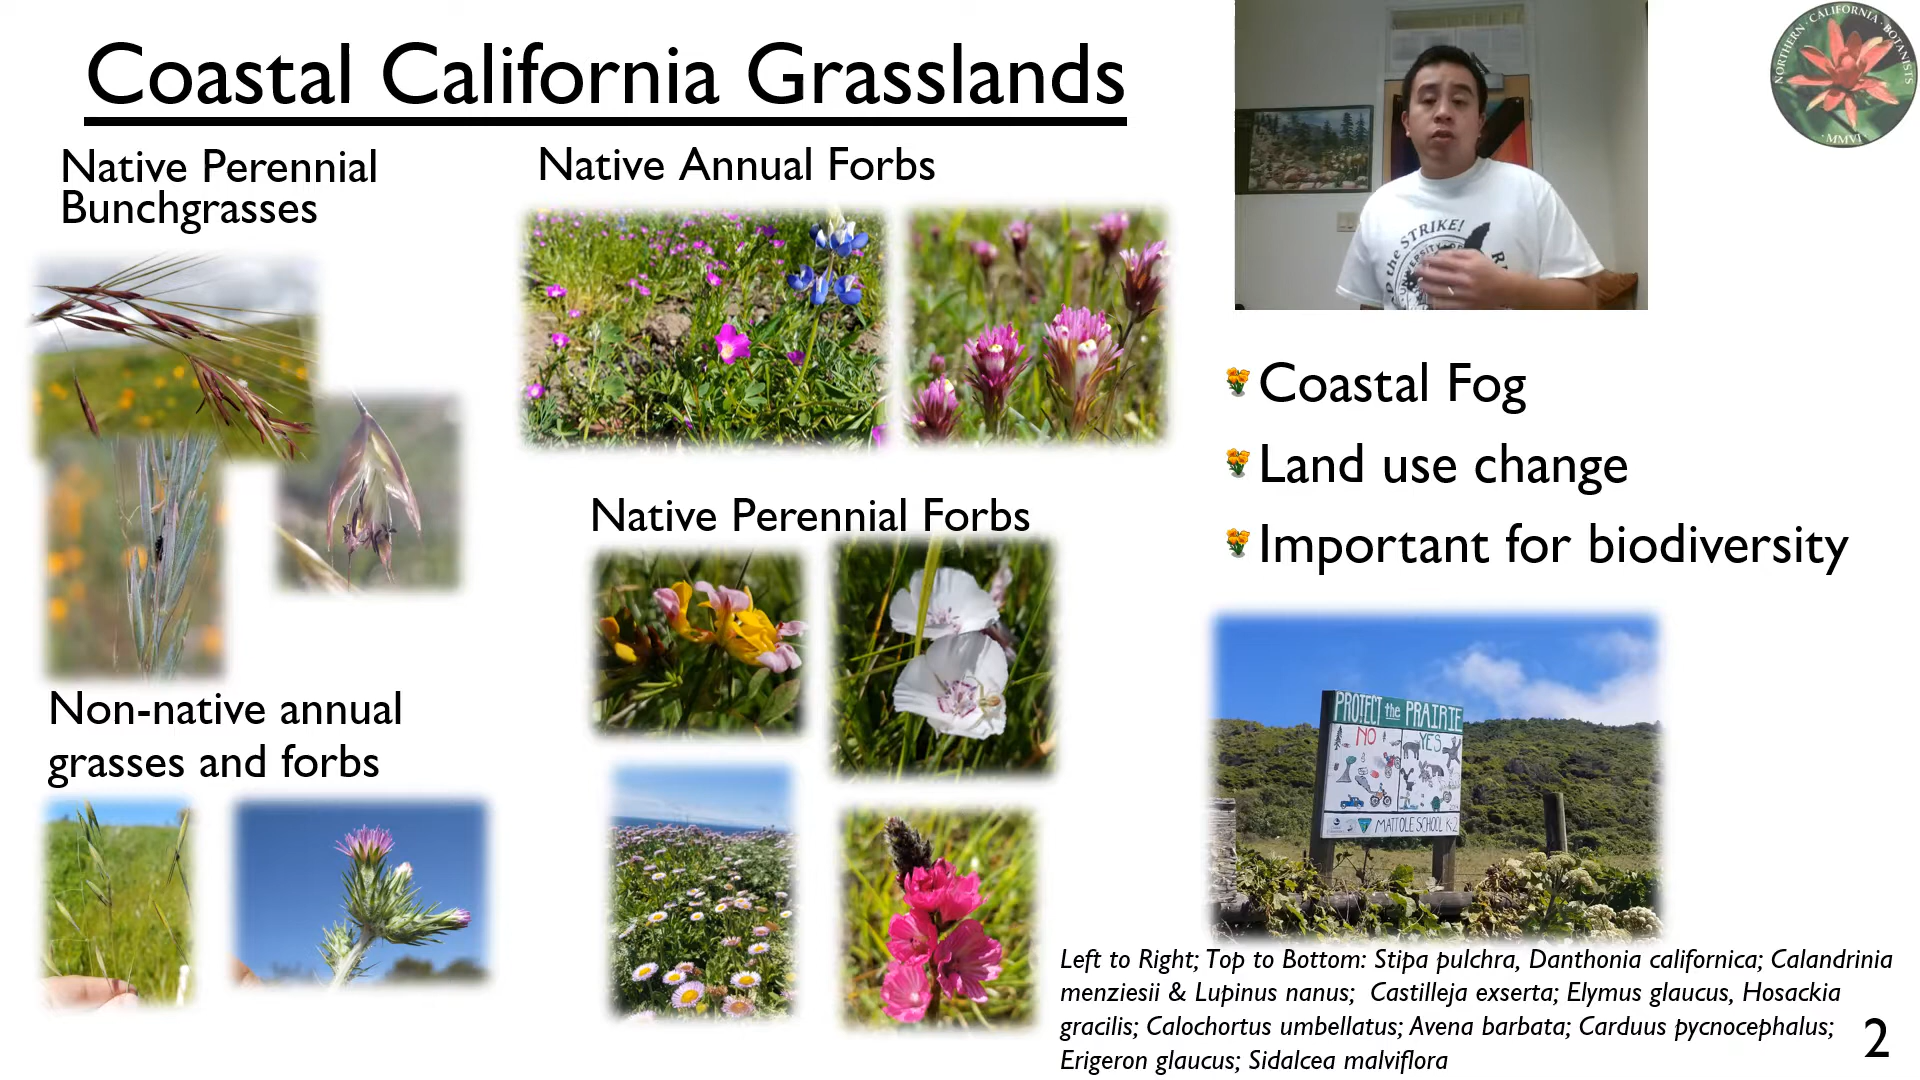 Coastal California Grasslands
Native Perennial
Bunchgrasses
Native Annual Forbs
Native Perennial Forbs
Non-native annual
grasses and forbs
NORTHERN · CALIFORNIA · BOTANISTS
· MMVI ·
the STRIKE!
Coastal Fog
Land use change
Important for biodiversity
PROTECT the PRAIRIE
NO YES
MATTOLE SCHOOL K-2
Left to Right; Top to Bottom: Stipa pulchra, Danthonia californica; Calandrinia
menziesii & Lupinus nanus;  Castilleja exserta; Elymus glaucus, Hosackia
gracilis; Calochortus umbellatus; Avena barbata; Carduus pycnocephalus;
Erigeron glaucus; Sidalcea malviflora
2